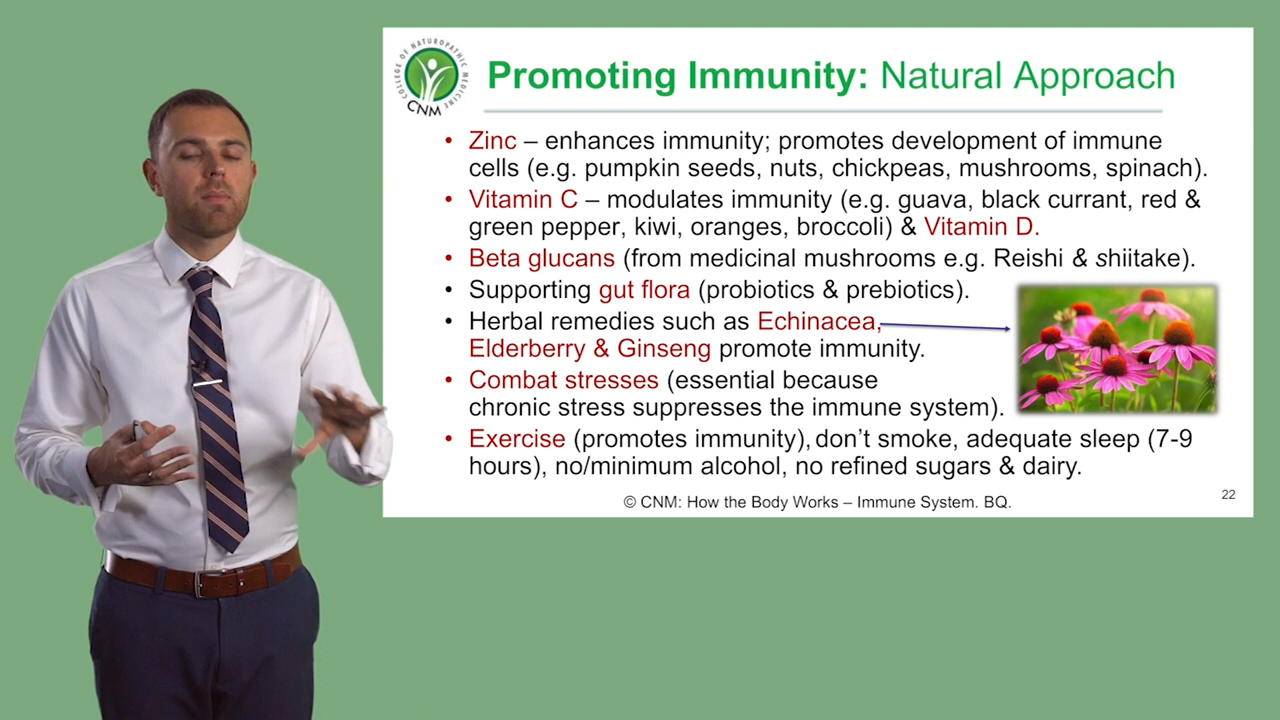 COLLEGE OF NATUROPATHIC MEDICINE
CNM
Promoting Immunity: Natural Approach
• Zinc – enhances immunity; promotes development of immune
cells (e.g. pumpkin seeds, nuts, chickpeas, mushrooms, spinach).
• Vitamin C – modulates immunity (e.g. guava, black currant, red &
green pepper, kiwi, oranges, broccoli) & Vitamin D.
• Beta glucans (from medicinal mushrooms e.g. Reishi & shiitake).
• Supporting gut flora (probiotics & prebiotics).
• Herbal remedies such as Echinacea,
Elderberry & Ginseng promote immunity.
• Combat stresses (essential because
chronic stress suppresses the immune system).
• Exercise (promotes immunity), don’t smoke, adequate sleep (7-9
hours), no/minimum alcohol, no refined sugars & dairy.
© CNM: How the Body Works – Immune System. BQ.
22